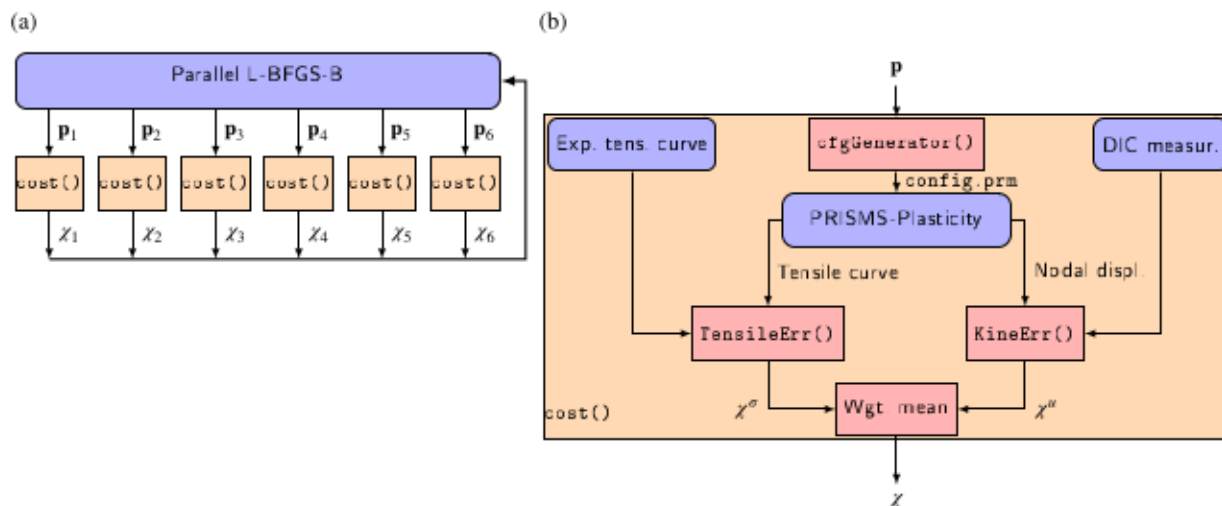 (a)
Parallel L-BFGS-B
p₁ p₂ p₃ p₄ p₅ p₆
cost() cost() cost() cost() cost() cost()
χ₁ χ₂ χ₃ χ₄ χ₅ χ₆
(b)
p
Exp. tens. curve
cfgGenerator()
DIC measur.
config.prm
PRISMS-Plasticity
Tensile curve
Nodal displ.
TensileErr()
KineErr()
χ^σ
Wgt mean
χ^u
cost()
χ